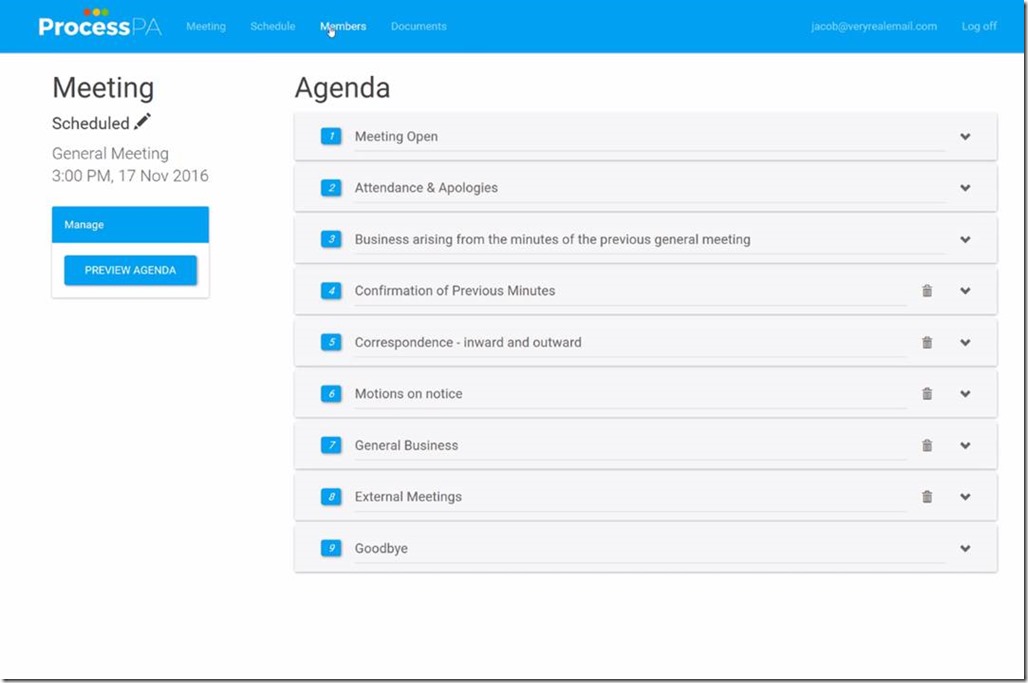 ProcessPA Meeting Schedule Members Documents jacob@veryrealemail.com Log off
Meeting
Scheduled
General Meeting
3:00 PM, 17 Nov 2016
Manage
PREVIEW AGENDA
Agenda
1 Meeting Open
2 Attendance & Apologies
3 Business arising from the minutes of the previous general meeting
4 Confirmation of Previous Minutes
5 Correspondence - inward and outward
6 Motions on notice
7 General Business
8 External Meetings
9 Goodbye